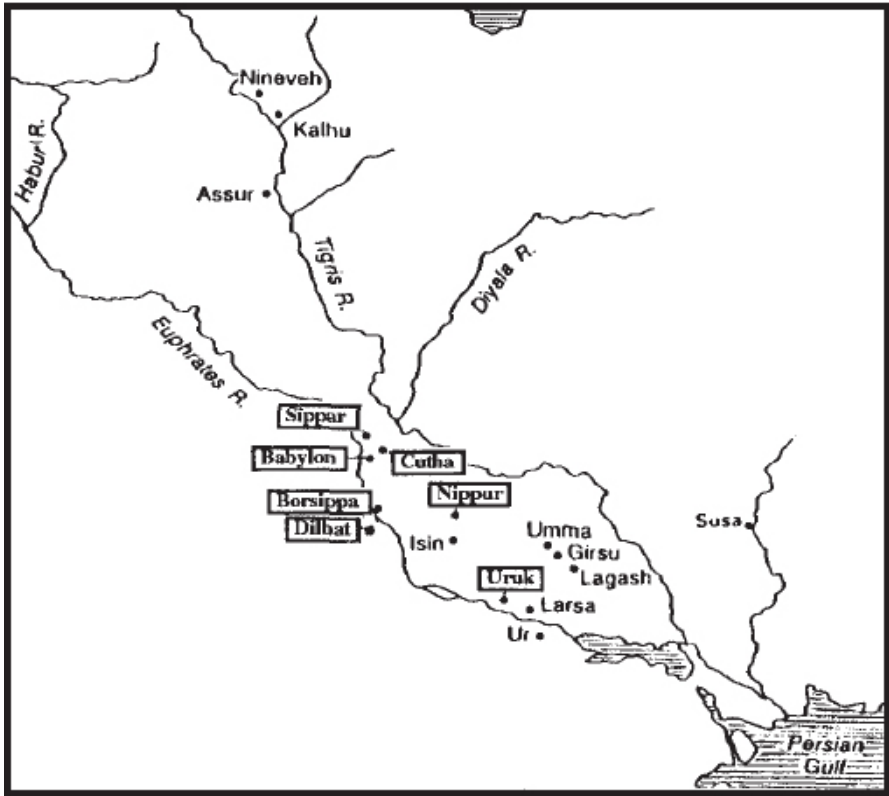 Nineveh
Kalhu
Habur R.
Assur
Tigris R.
Diyala R.
Euphrates R.
Sippar
Babylon
Cutha
Nippur
Borsippa
Dilbat
Isin
Umma
Girsu
Lagash
Susa
Uruk
Larsa
Ur
Persian
Gulf